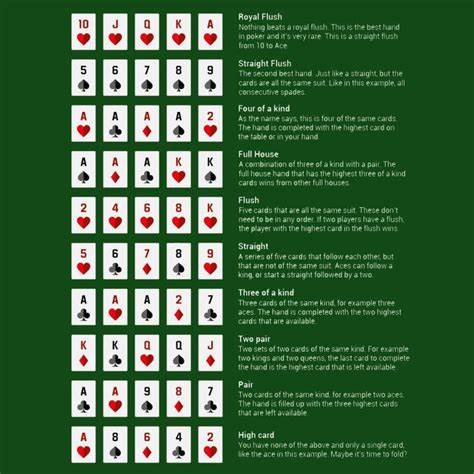 10 J Q K A
Royal Flush
Nothing beats a royal flush. This is the best hand
in poker and it's very rare. This is a straight flush
from 10 to Ace.
5 6 7 8 9
Straight Flush
The second best hand. Just like a straight, but the
cards are all the same suit. Like in this example, all
consecutive spades.
A A A A 2
Four of a kind
As the name says, this is four of the same cards.
The hand is completed with the highest card on
the table or in your hand.
A A A K K
Full House
A combination of three of a kind with a pair. The
full house hand that has the highest three of a kind
cards wins from other full houses.
2 4 6 8 9
Flush
Five cards that are all the same suit. These don't
need to be in any order. If two players have a flush,
the player with the highest card in the flush wins.
5 6 7 8 9
Straight
A series of five cards that follow each other, but
that are not of the same suit. Aces can follow a
king, or start a straight followed by a two.
A A A 2 7
Three of a kind
Three cards of the same kind, for example three
aces. The hand is completed with the two highest
cards that are available.
K K 2 2 7
Two pair
Two sets of two cards of the same kind. For example
two kings and two queens, the last card to complete
the hand is the highest card that is left available.
A A 9 6 4
Pair
Two cards of the same kind, for example two aces.
The hand is filled up with the three highest cards
that are left available.
A 8 6 4 2
High card
You have none of the above and only a single card,
like the ace in this example. Maybe it's time to fold?